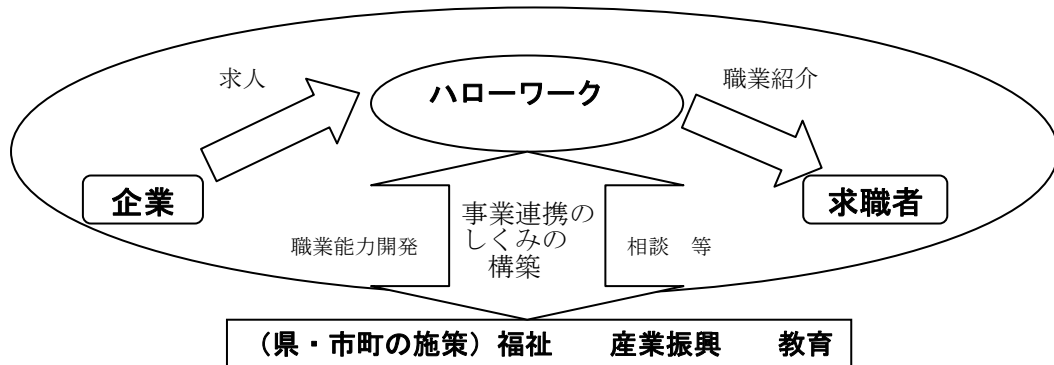 求人
ハローワーク
職業紹介
企業
求職者
事業連携の
しくみの
構築
職業能力開発
相談　等
（県・市町の施策）福祉　　産業振興　　教育